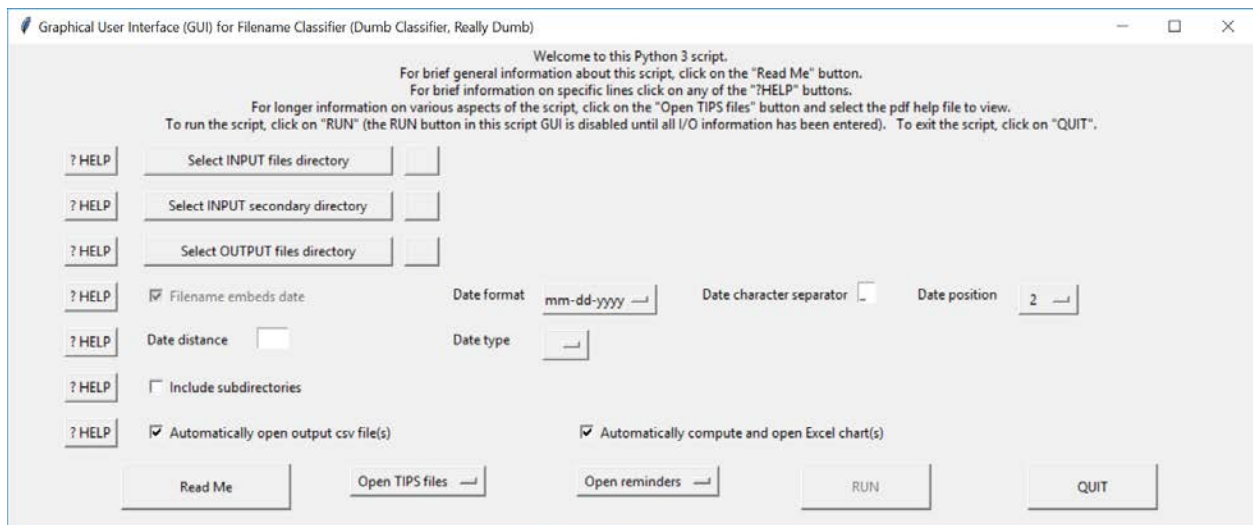 Graphical User Interface (GUI) for Filename Classifier (Dumb Classifier, Really Dumb)
Welcome to this Python 3 script.
For brief general information about this script, click on the "Read Me" button.
For brief information on specific lines click on any of the "?HELP" buttons.
For longer information on various aspects of the script, click on the "Open TIPS files" button and select the pdf help file to view.
To run the script, click on "RUN" (the RUN button in this script GUI is disabled until all I/O information has been entered). To exit the script, click on "QUIT".
? HELP Select INPUT files directory
? HELP Select INPUT secondary directory
? HELP Select OUTPUT files directory
? HELP Filename embeds date Date format mm-dd-yyyy Date character separator _ Date position 2
? HELP Date distance Date type
? HELP Include subdirectories
? HELP Automatically open output csv file(s) Automatically compute and open Excel chart(s)
Read Me Open TIPS files Open reminders RUN QUIT